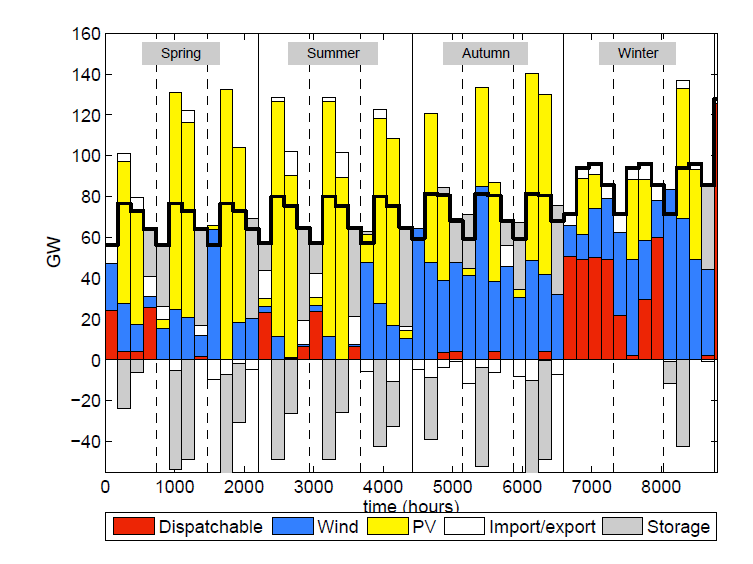 160
Spring
Summer
Autumn
Winter
140
120
100
80
60
40
20
0
−20
−40
GW
0
1000
2000
3000
4000
5000
6000
7000
8000
time (hours)
Dispatchable
Wind
PV
Import/export
Storage